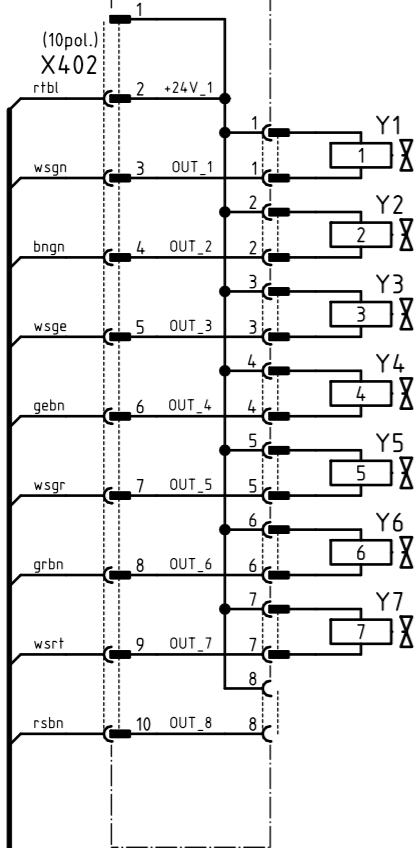 1
(10pol.)
X402
rtbl 2 +24V_1
1 Y1
1
wsgn 3 OUT_1 1
2 Y2
2
bngn 4 OUT_2 2
3 Y3
3
wsge 5 OUT_3 3
4 Y4
4
gebn 6 OUT_4 4
5 Y5
5
wsgr 7 OUT_5 5
6 Y6
6
grbn 8 OUT_6 6
7 Y7
7
wsrt 9 OUT_7 7
8
rsbn 10 OUT_8 8